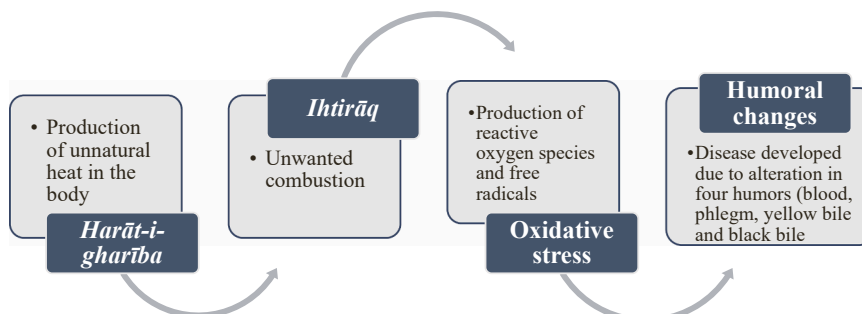 • Production
of unnatural
heat in the
body
Harāt-i-
gharība
Ihtirāq
• Unwanted
combustion
•Production of
reactive
oxygen species
and free
radicals
Oxidative
stress
Humoral
changes
•Disease developed
due to alteration in
four humors (blood,
phlegm, yellow bile
and black bile